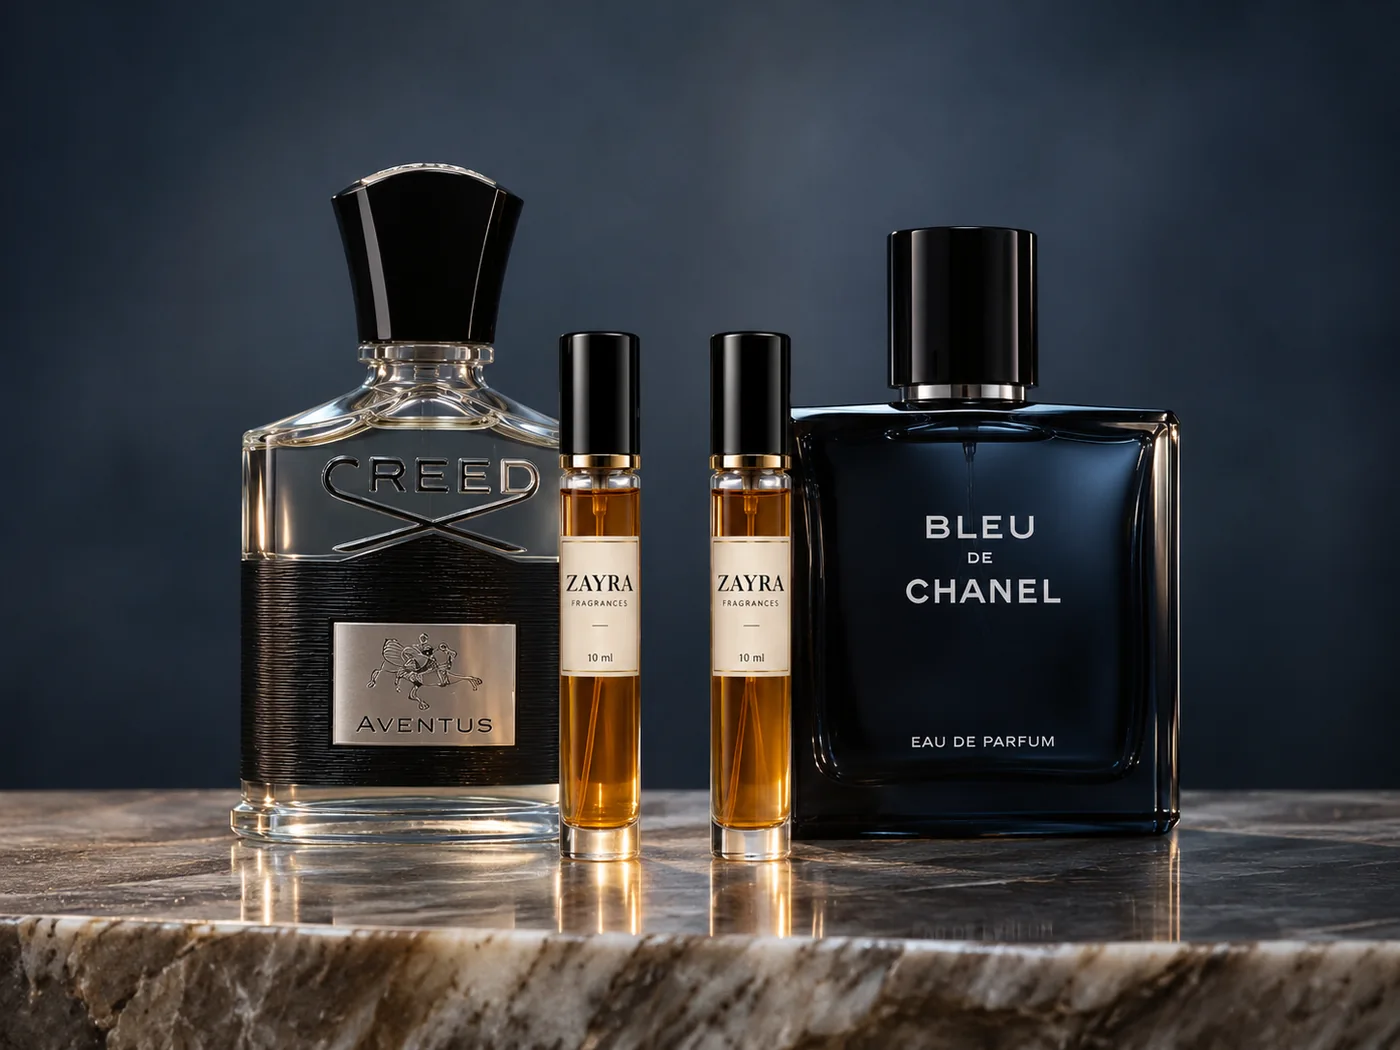 CREED
AVENTUS
ZAYRA
FRAGRANCES
10 ml
ZAYRA
FRAGRANCES
10 ml
BLEU
DE
CHANEL
EAU DE PARFUM